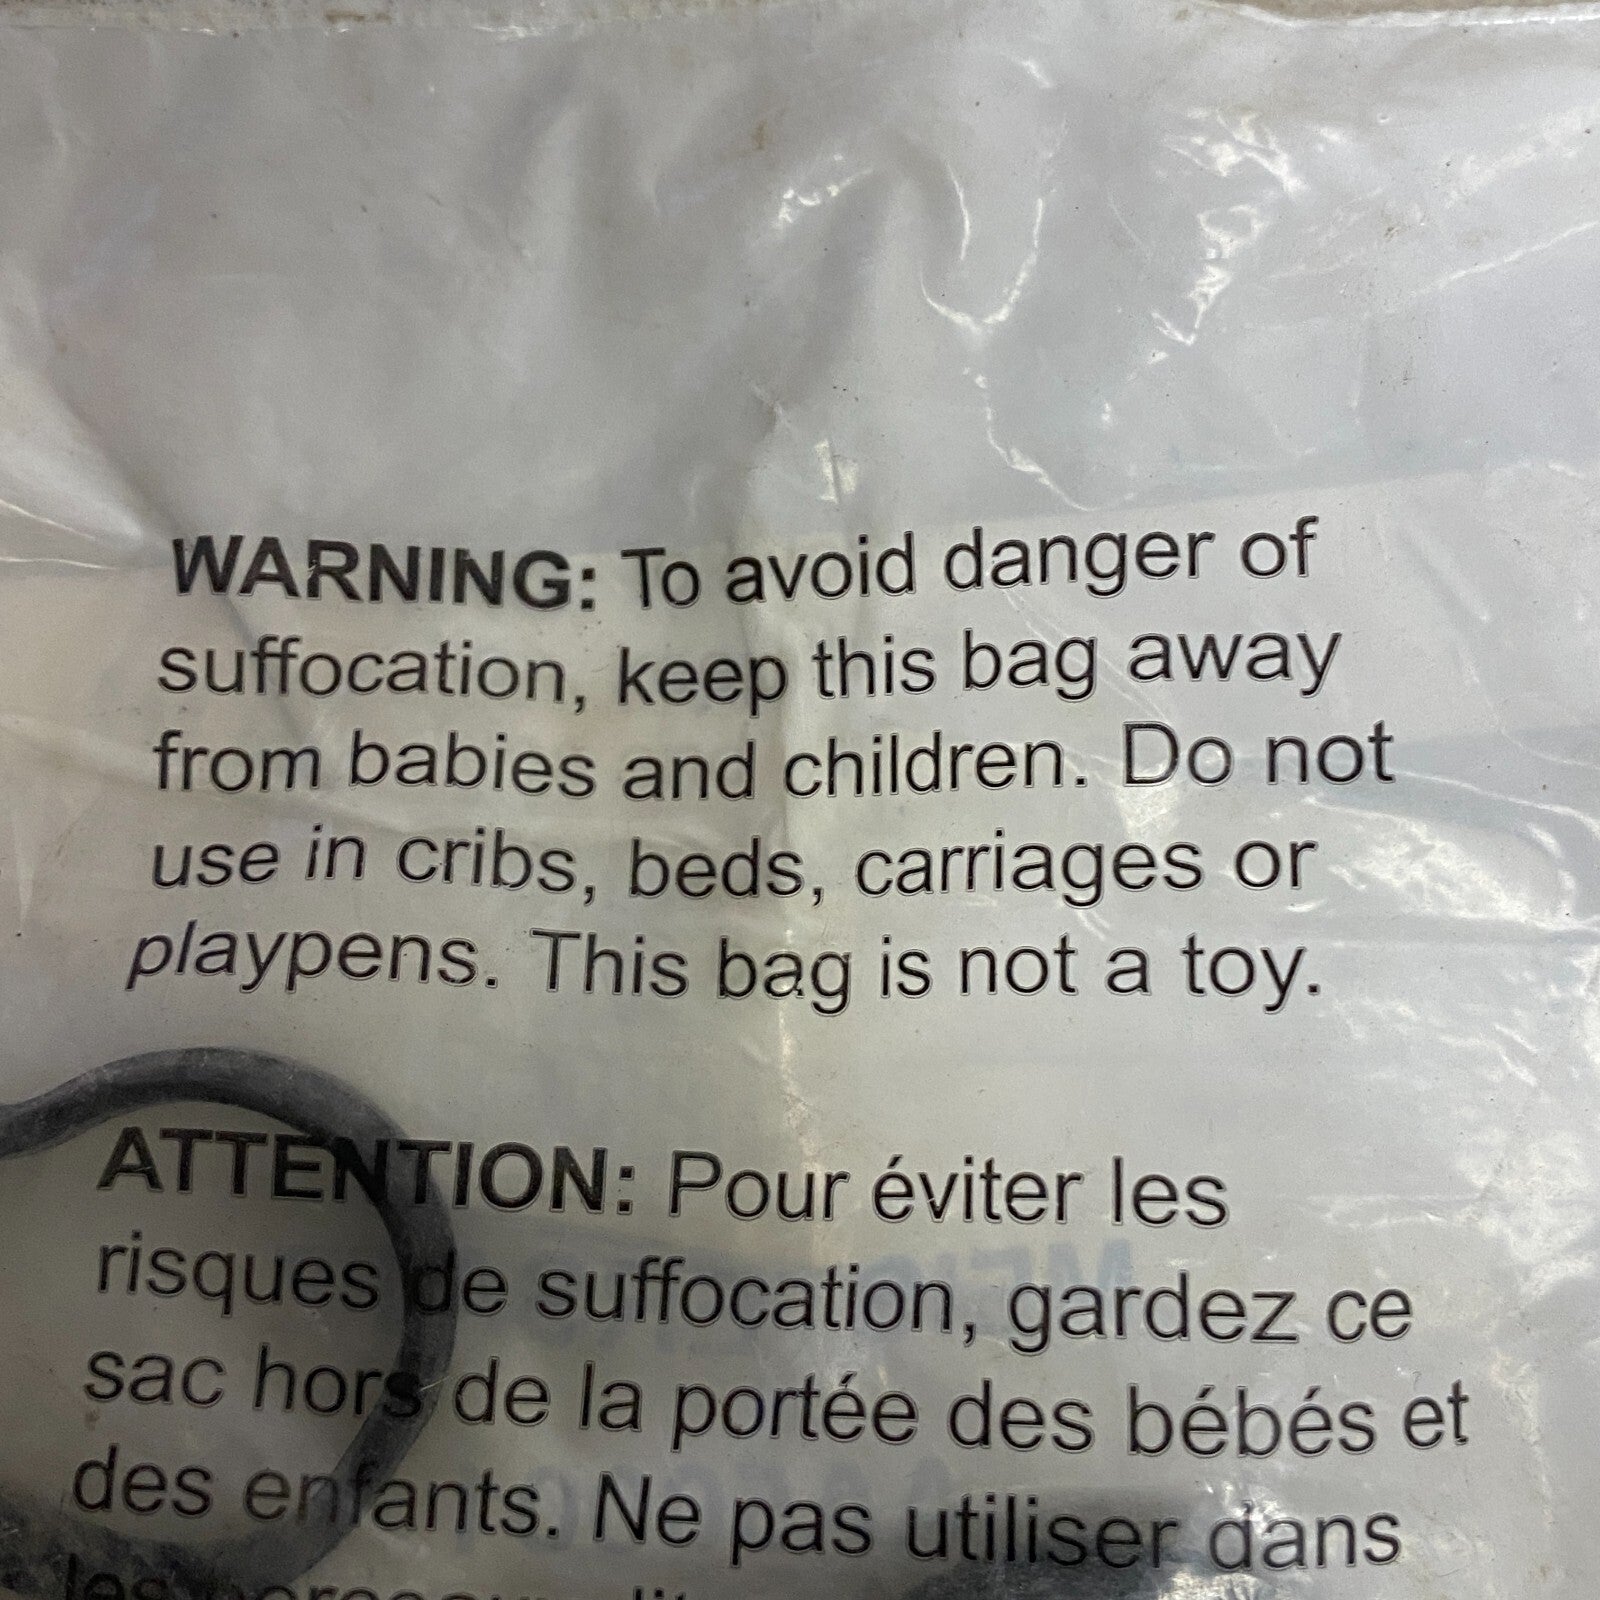 WARNING: To avoid danger of
suffocation, keep this bag away
from babies and children. Do not
use in cribs, beds, carriages or
playpens. This bag is not a toy.
ATTENTION: Pour éviter les
risques de suffocation, gardez ce
sac hors de la portée des bébés et
des enfants. Ne pas utiliser dans
les